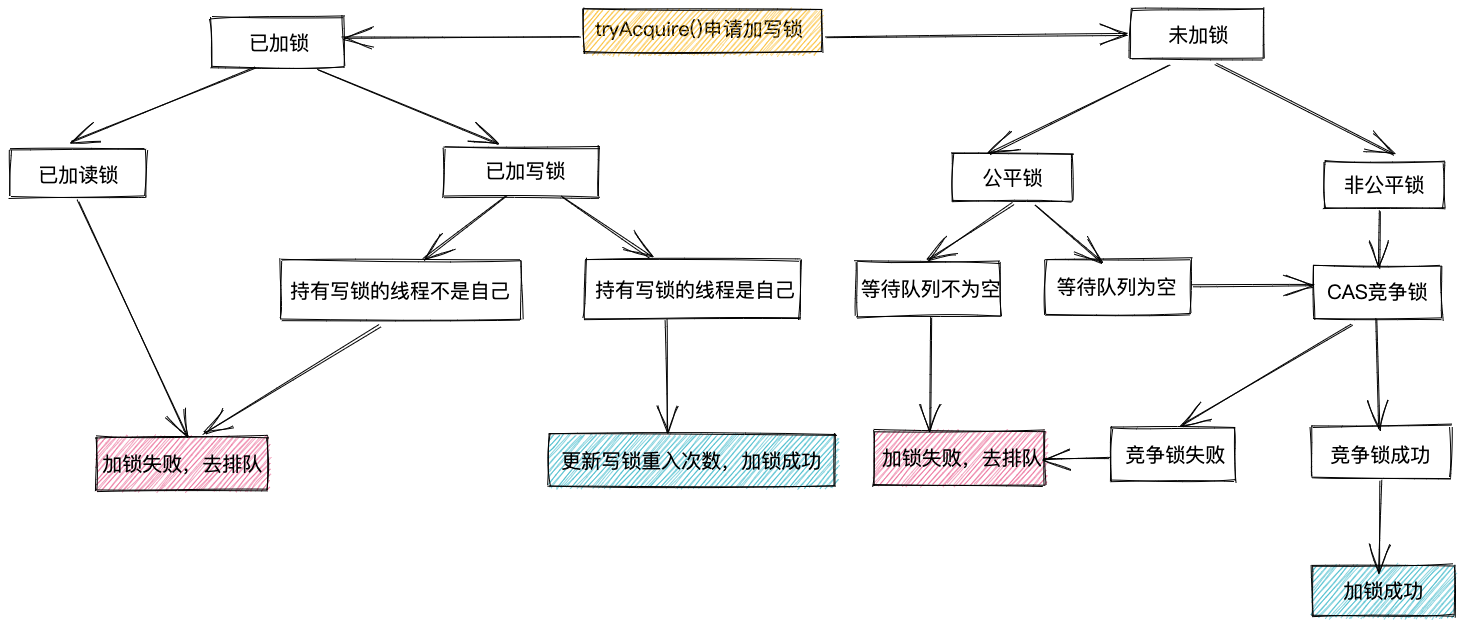 tryAcquire()申请加写锁
已加锁
未加锁
已加读锁
已加写锁
公平锁
非公平锁
持有写锁的线程不是自己
持有写锁的线程是自己
等待队列不为空
等待队列为空
CAS竞争锁
加锁失败，去排队
更新写锁重入次数，加锁成功
加锁失败，去排队
竞争锁失败
竞争锁成功
加锁成功